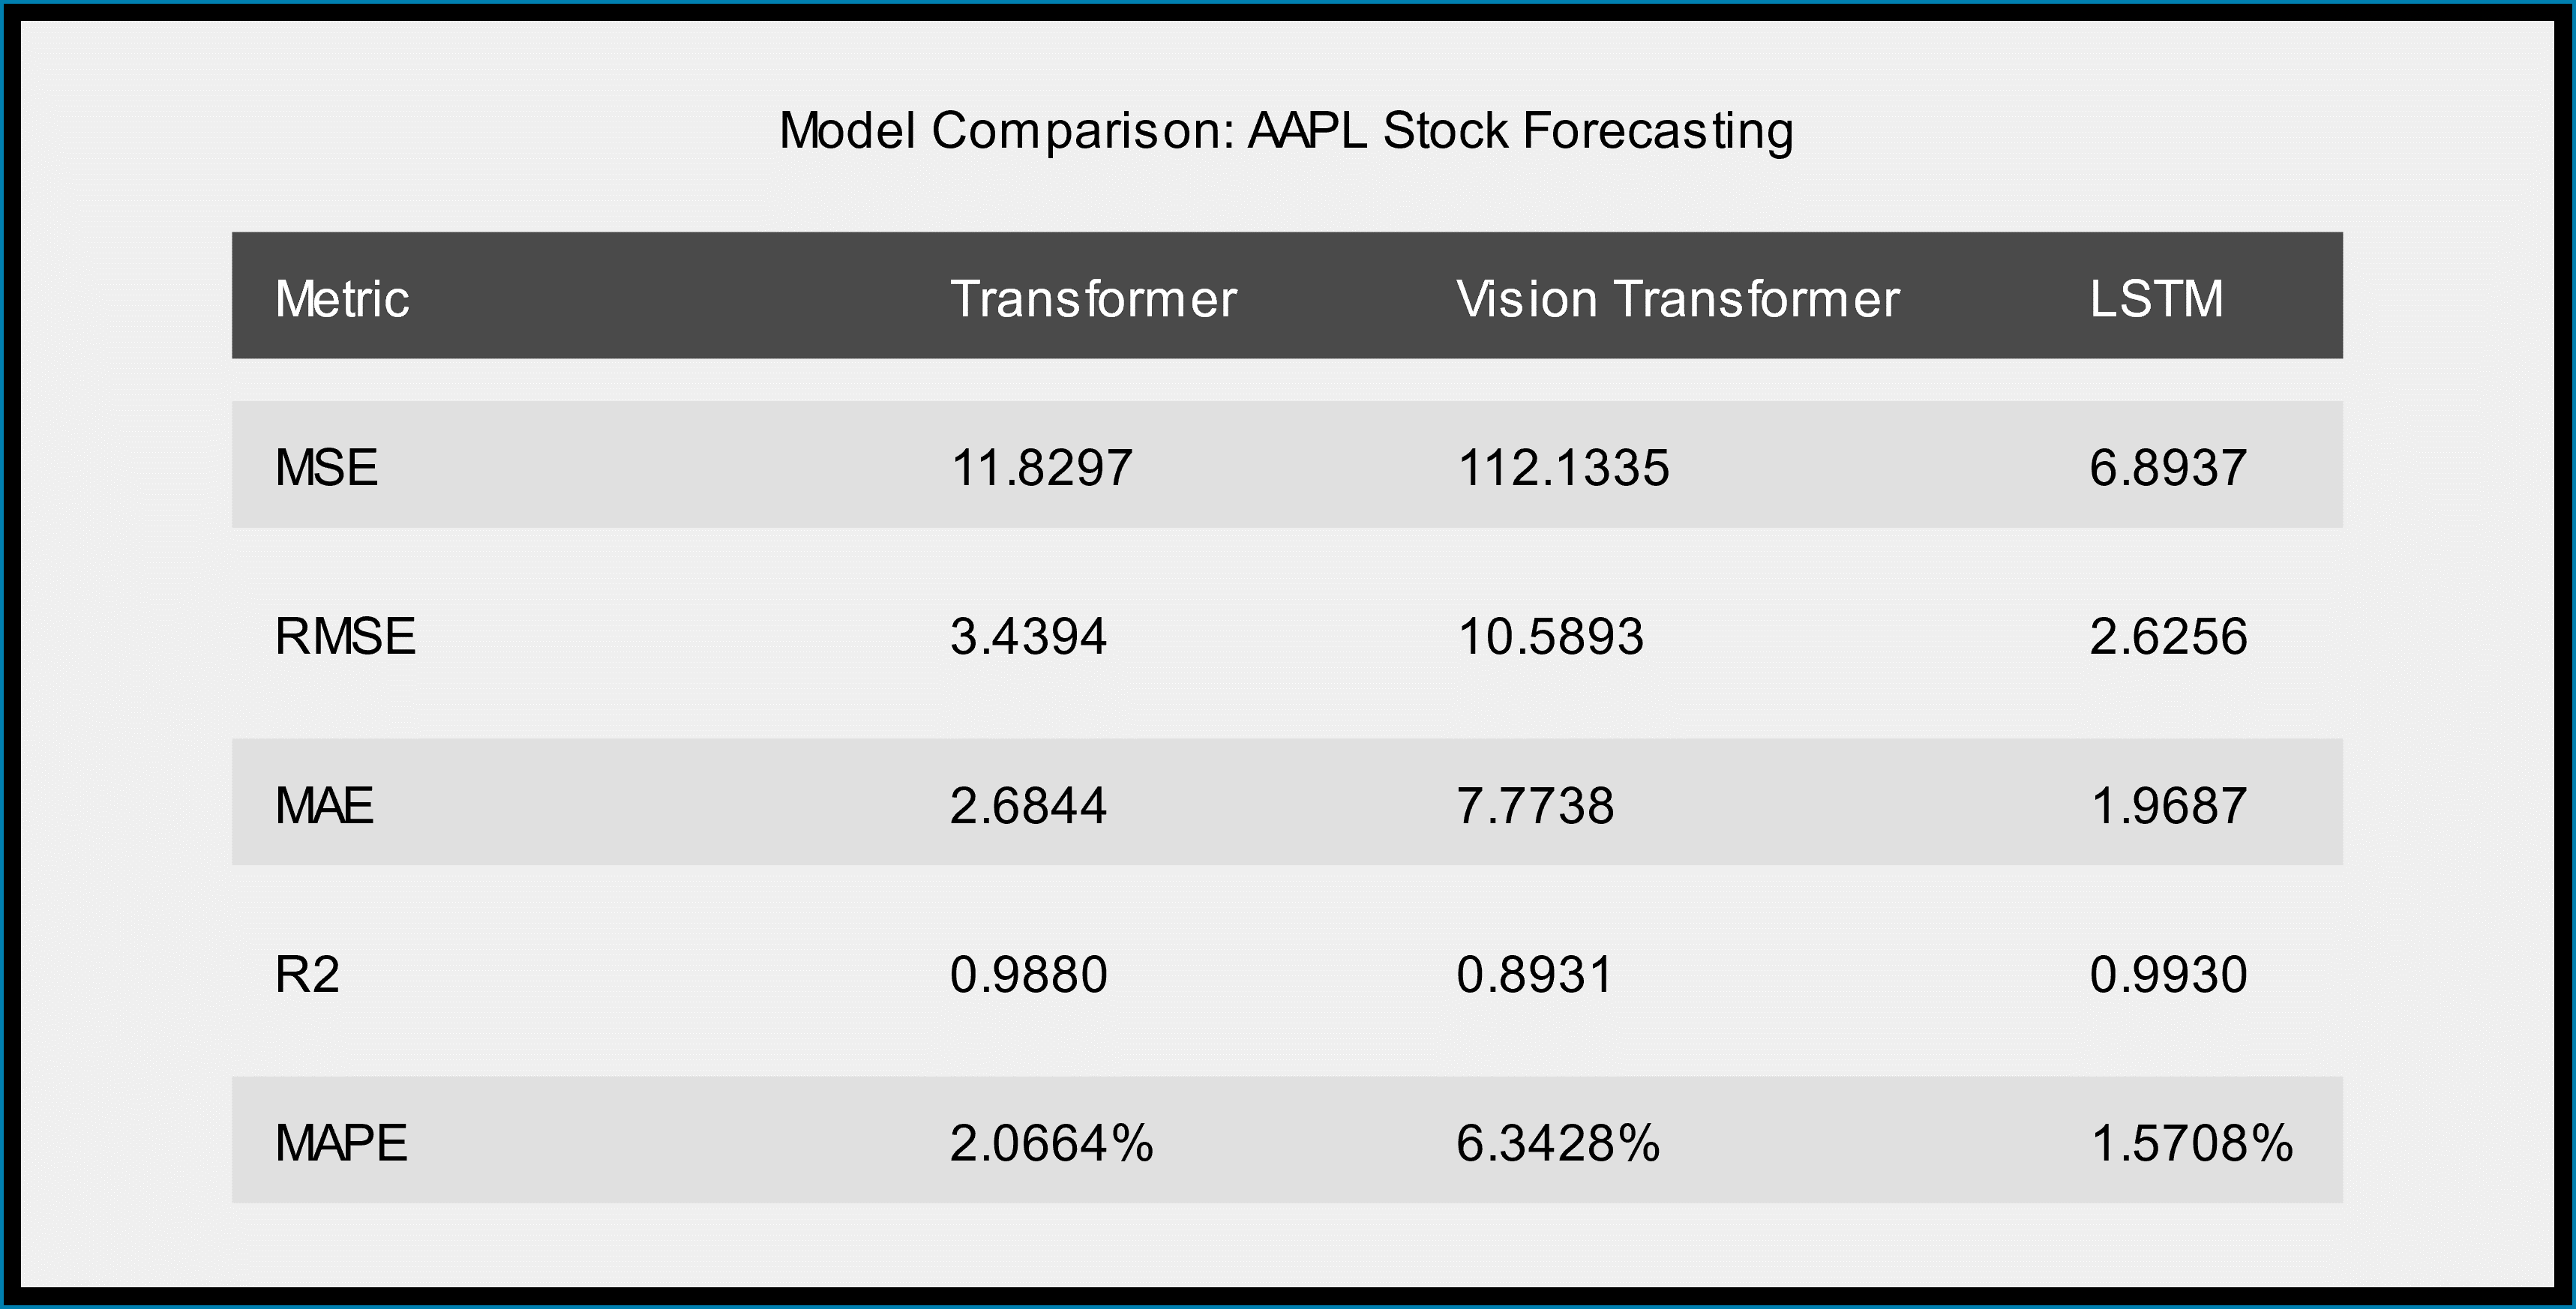 Model Comparison: AAPL Stock Forecasting
Metric Transformer Vision Transformer LSTM
MSE 11.8297 112.1335 6.8937
RMSE 3.4394 10.5893 2.6256
MAE 2.6844 7.7738 1.9687
R2 0.9880 0.8931 0.9930
MAPE 2.0664% 6.3428% 1.5708%